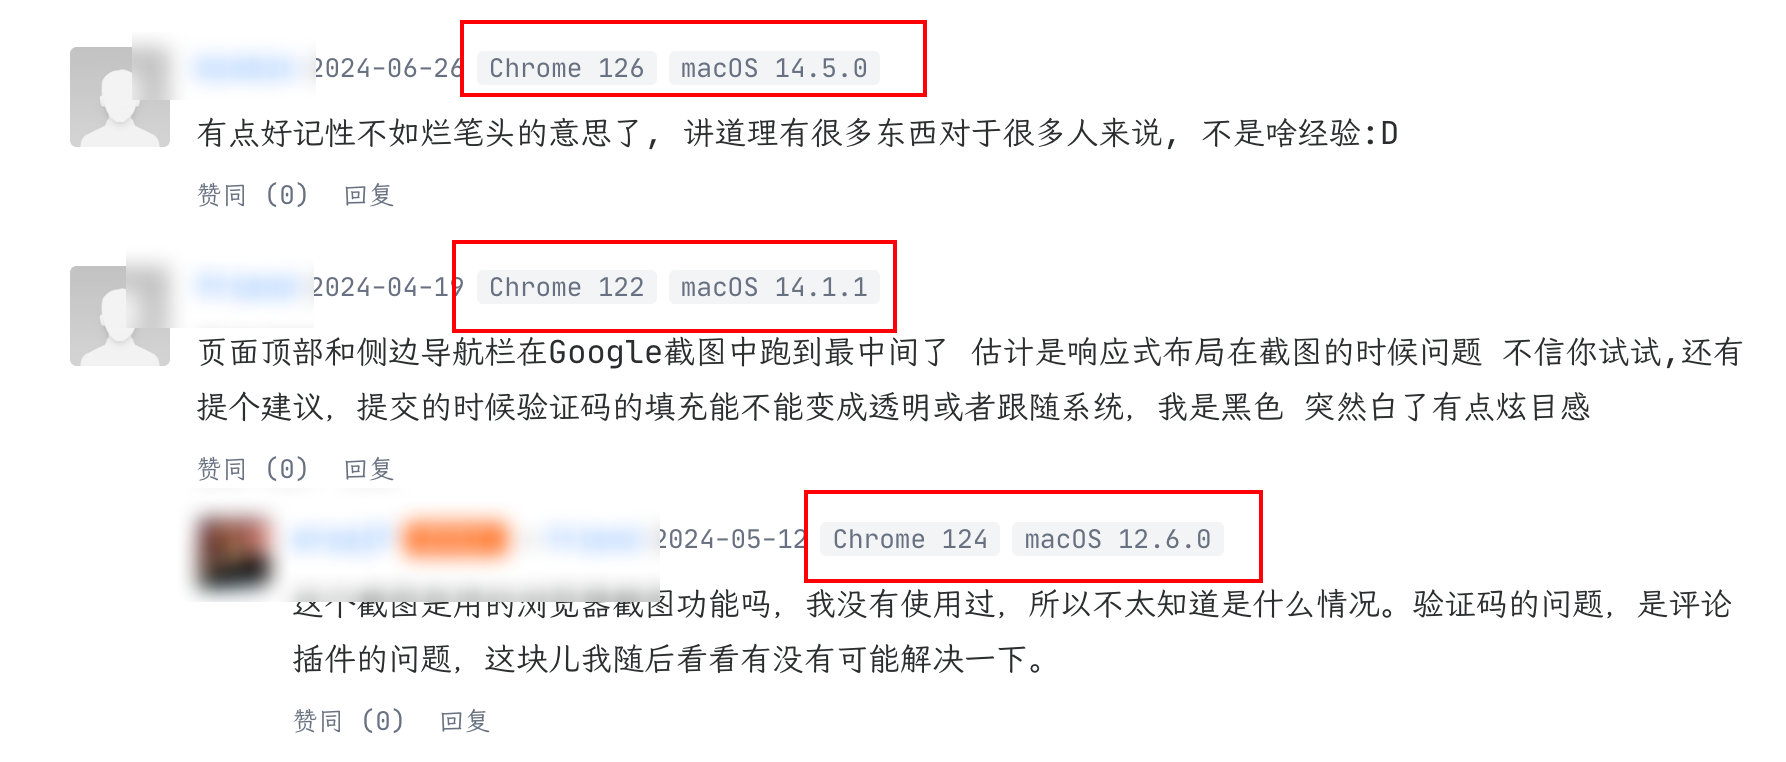 2024-06-26 Chrome 126 macOS 14.5.0
有点好记性不如烂笔头的意思了, 讲道理有很多东西对于很多人来说, 不是啥经验:D
赞同 (0) 回复
2024-04-19 Chrome 122 macOS 14.1.1
页面顶部和侧边导航栏在Google截图中跑到最中间了 估计是响应式布局在截图的时候问题 不信你试试,还有
提个建议, 提交的时候验证码的填充能不能变成透明或者跟随系统, 我是黑色 突然白了有点炫目感
赞同 (0) 回复
2024-05-12 Chrome 124 macOS 12.6.0
这个截图是用的浏览器截图功能吗, 我没有使用过, 所以不太知道是什么情况。验证码的问题, 是评论
插件的问题, 这块儿我随后看看有没有可能解决一下。
赞同 (0) 回复